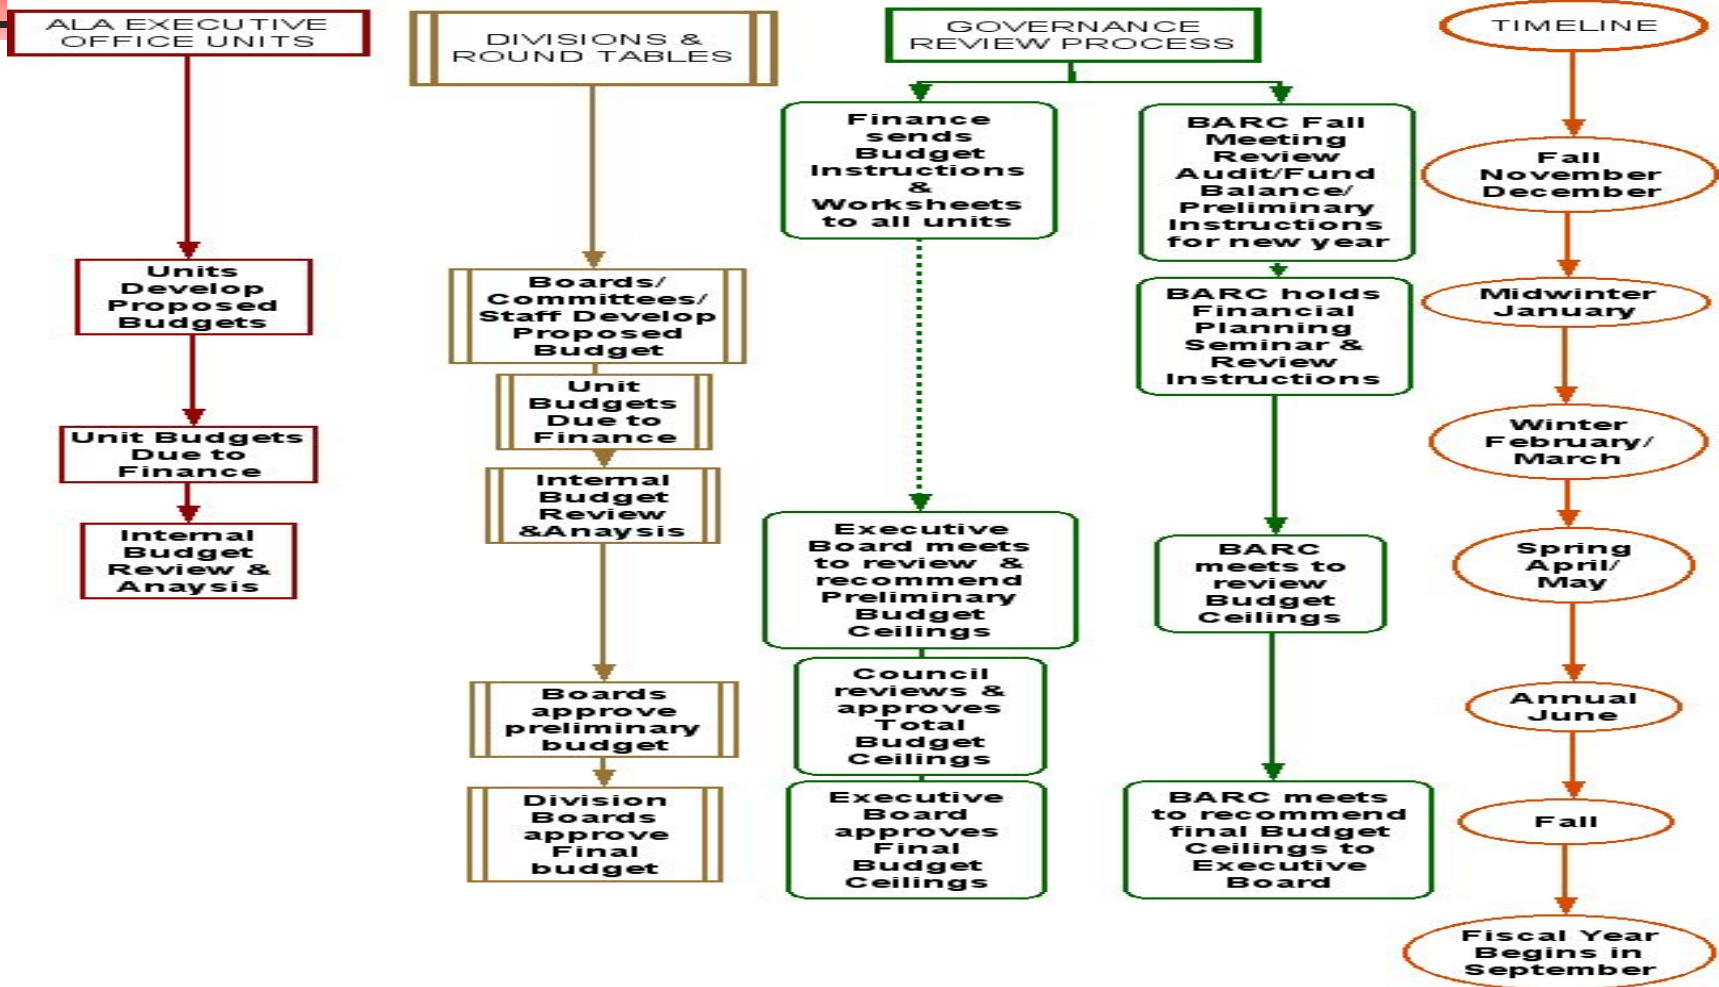 ALA EXECUTIVE
OFFICE UNITS
Units
Develop
Proposed
Budgets
Unit Budgets
Due to
Finance
Internal
Budget
Review &
Anaysis
DIVISIONS &
ROUND TABLES
Boards/
Committees/
Staff Develop
Proposed
Budget
Unit
Budgets
Due to
Finance
Internal
Budget
Review
&Anaysis
Boards
approve
preliminary
budget
Division
Boards
approve
Final
budget
GOVERNANCE
REVIEW PROCESS
Finance
sends
Budget
Instructions
&
Worksheets
to all units
Executive
Board meets
to review &
recommend
Preliminary
Budget
Ceilings
Council
reviews &
approves
Total
Budget
Ceilings
Executive
Board
approves
Final
Budget
Ceilings
BARC Fall
Meeting
Review
Audit/Fund
Balance/
Preliminary
Instructions
for new year
BARC holds
Financial
Planning
Seminar &
Review
Instructions
BARC
meets to
review
Budget
Ceilings
BARC meets
to recommend
final Budget
Ceilings to
Executive
Board
TIMELINE
Fall
November
December
Midwinter
January
Winter
February/
March
Spring
April/
May
Annual
June
Fall
Fiscal Year
Begins in
September